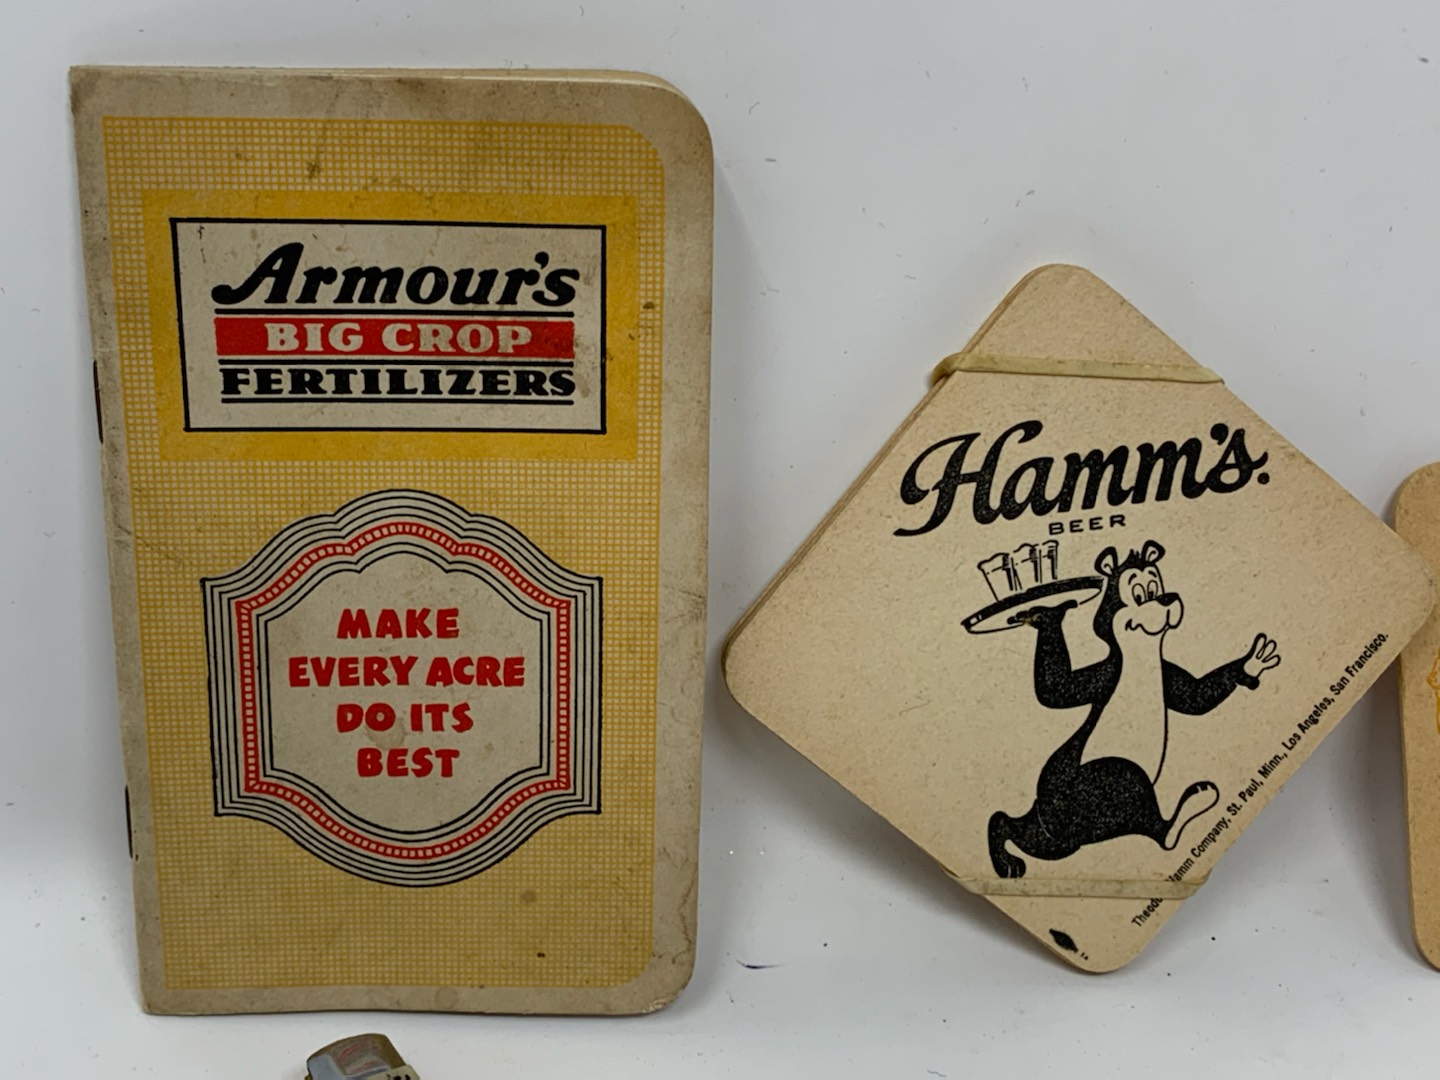 Armour's
BIG CROP
FERTILIZERS
MAKE
EVERY ACRE
DO ITS
BEST
Hamm's.
BEER
Hamm Company, St. Paul, Minn., Los Angeles, San Francisco.